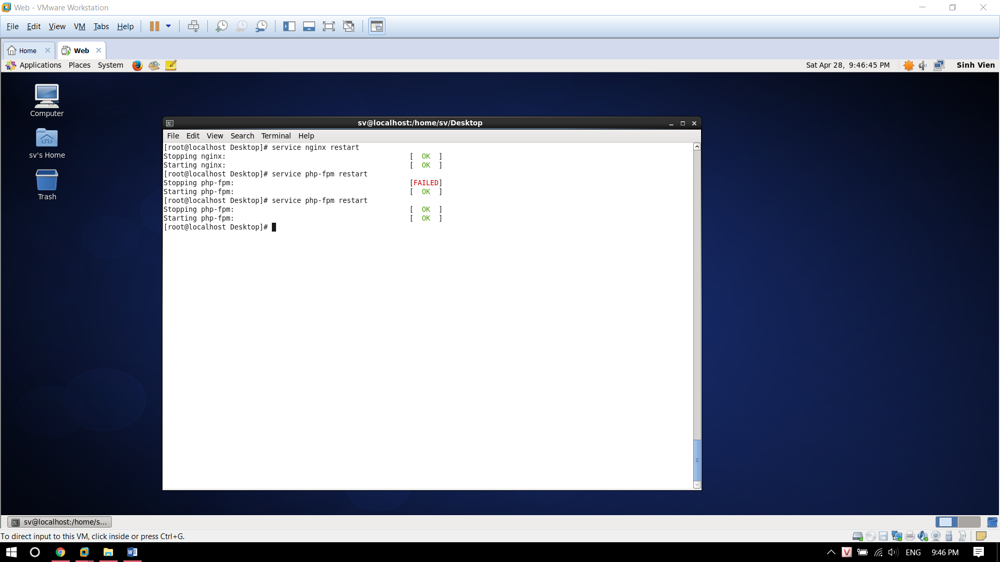 Web - VMware Workstation
File Edit View VM Tabs Help
Home Web
Applications Places System Sat Apr 28, 9:46:45 PM Sinh Vien
Computer
sv's Home
Trash
sv@localhost:/home/sv/Desktop
File Edit View Search Terminal Help
[root@localhost Desktop]# service nginx restart
Stopping nginx: [ OK ]
Starting nginx: [ OK ]
[root@localhost Desktop]# service php-fpm restart
Stopping php-fpm: [FAILED]
Starting php-fpm: [ OK ]
[root@localhost Desktop]# service php-fpm restart
Stopping php-fpm: [ OK ]
Starting php-fpm: [ OK ]
[root@localhost Desktop]#
sv@localhost:/home/s...
To direct input to this VM, click inside or press Ctrl+G.
ENG 9:46 PM